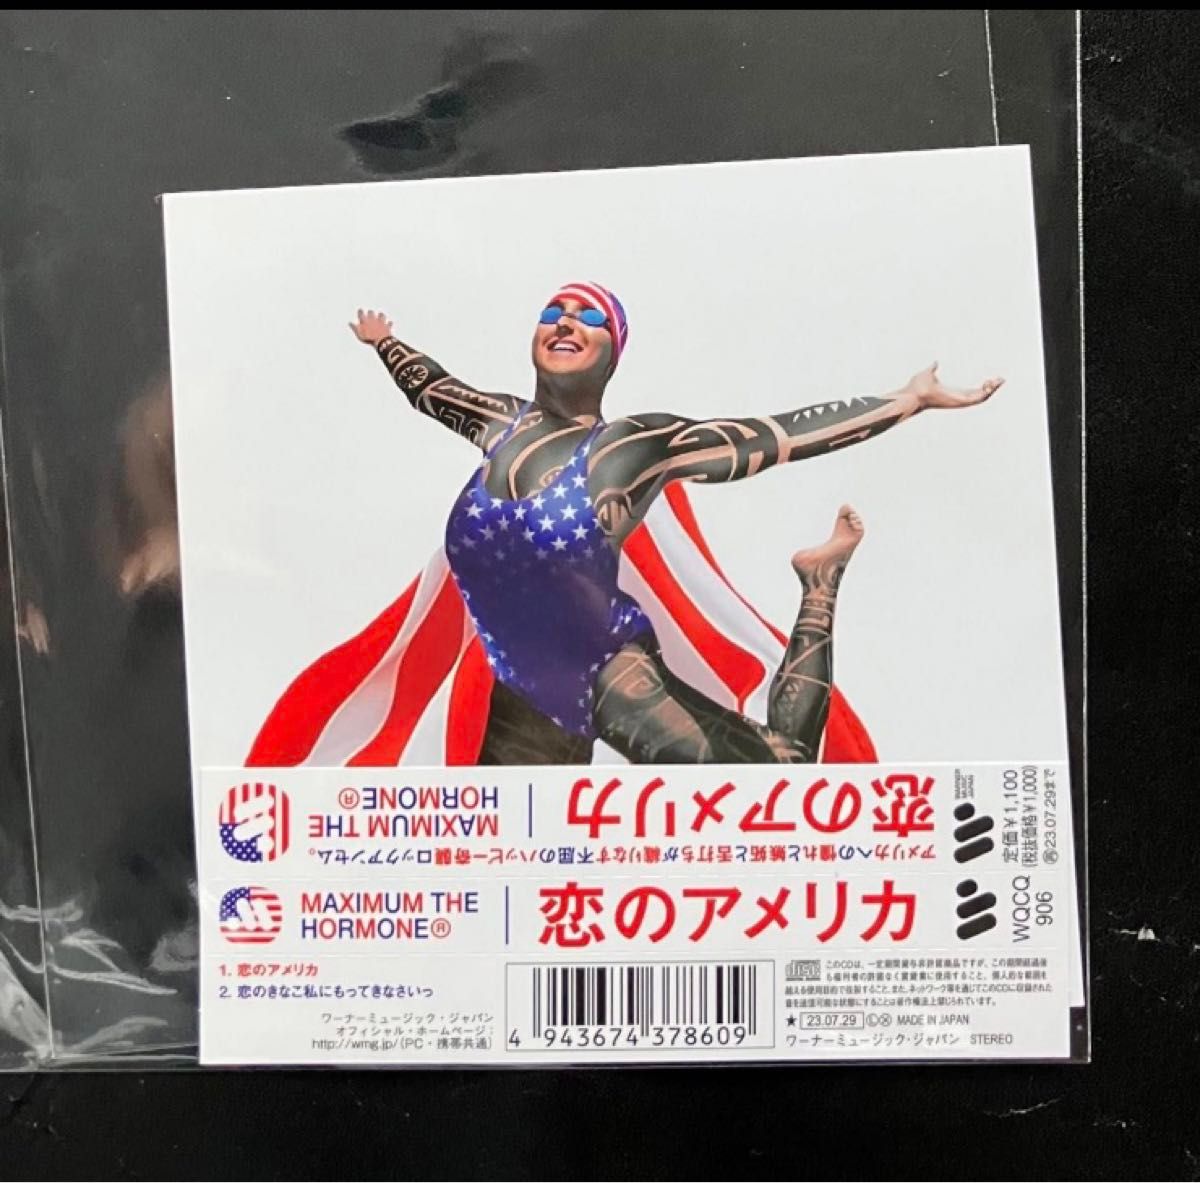 恋のアメリカ
MAXIMUM THE
HORMONE®
アメリカへの憧れと嫉妬と舌打ちが織りなす不屈のハッピー奇襲ロックアンセム。
WARNER
MUSIC
JAPAN
定価¥1,100
(税抜価格¥1,000)
23.07.29まで
MAXIMUM THE
HORMONE®
恋のアメリカ
WQCQ
906
1. 恋のアメリカ
2. 恋のきなこ私にもってきなさいっ
ワーナーミュージック・ジャパン
オフィシャル・ホームページ:
http://wmg.jp/(PC・携帯共通)
4 943674 378609
このCDは、一定期間貸与非許諾商品ですが、この期間経過後
も権利者の許諾なく賃貸業に使用すること、個人的な範囲を
越える使用目的で複製すること、また、ネットワーク等を通じてこのCDに収録された
音を送信可能な状態にすることは著作権法上禁じられています。
★ 23.07.29 Ⓛ MADE IN JAPAN
ワーナーミュージック・ジャパン STEREO